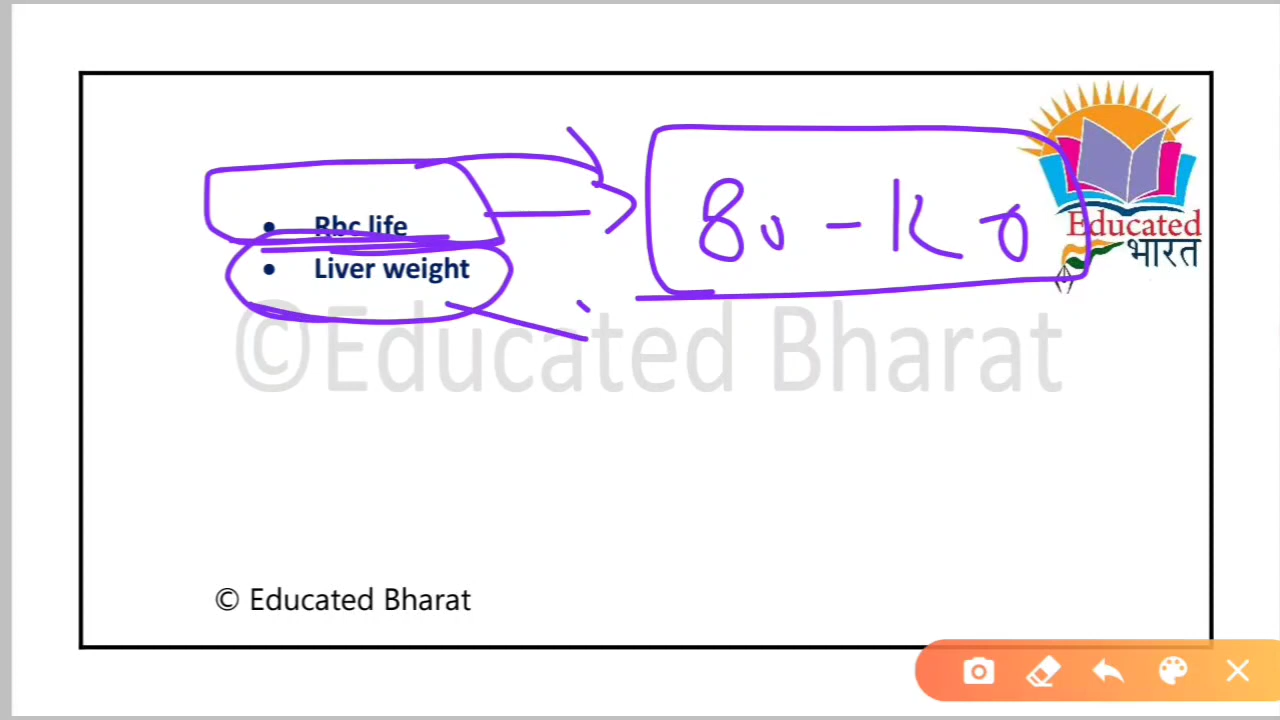 Rbc life
80 - 120
Liver weight
Educated
भारत
©Educated Bharat
© Educated Bharat